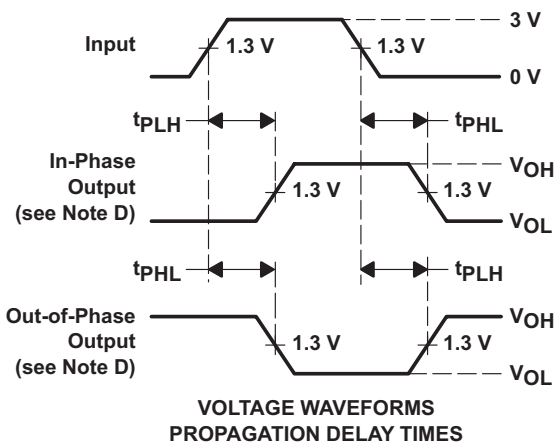 3 V
Input
1.3 V
1.3 V
0 V
tPLH
tPHL
In-Phase
Output
(see Note D)
VOH
1.3 V
1.3 V
VOL
tPHL
tPLH
Out-of-Phase
Output
(see Note D)
VOH
1.3 V
1.3 V
VOL
VOLTAGE WAVEFORMS
PROPAGATION DELAY TIMES